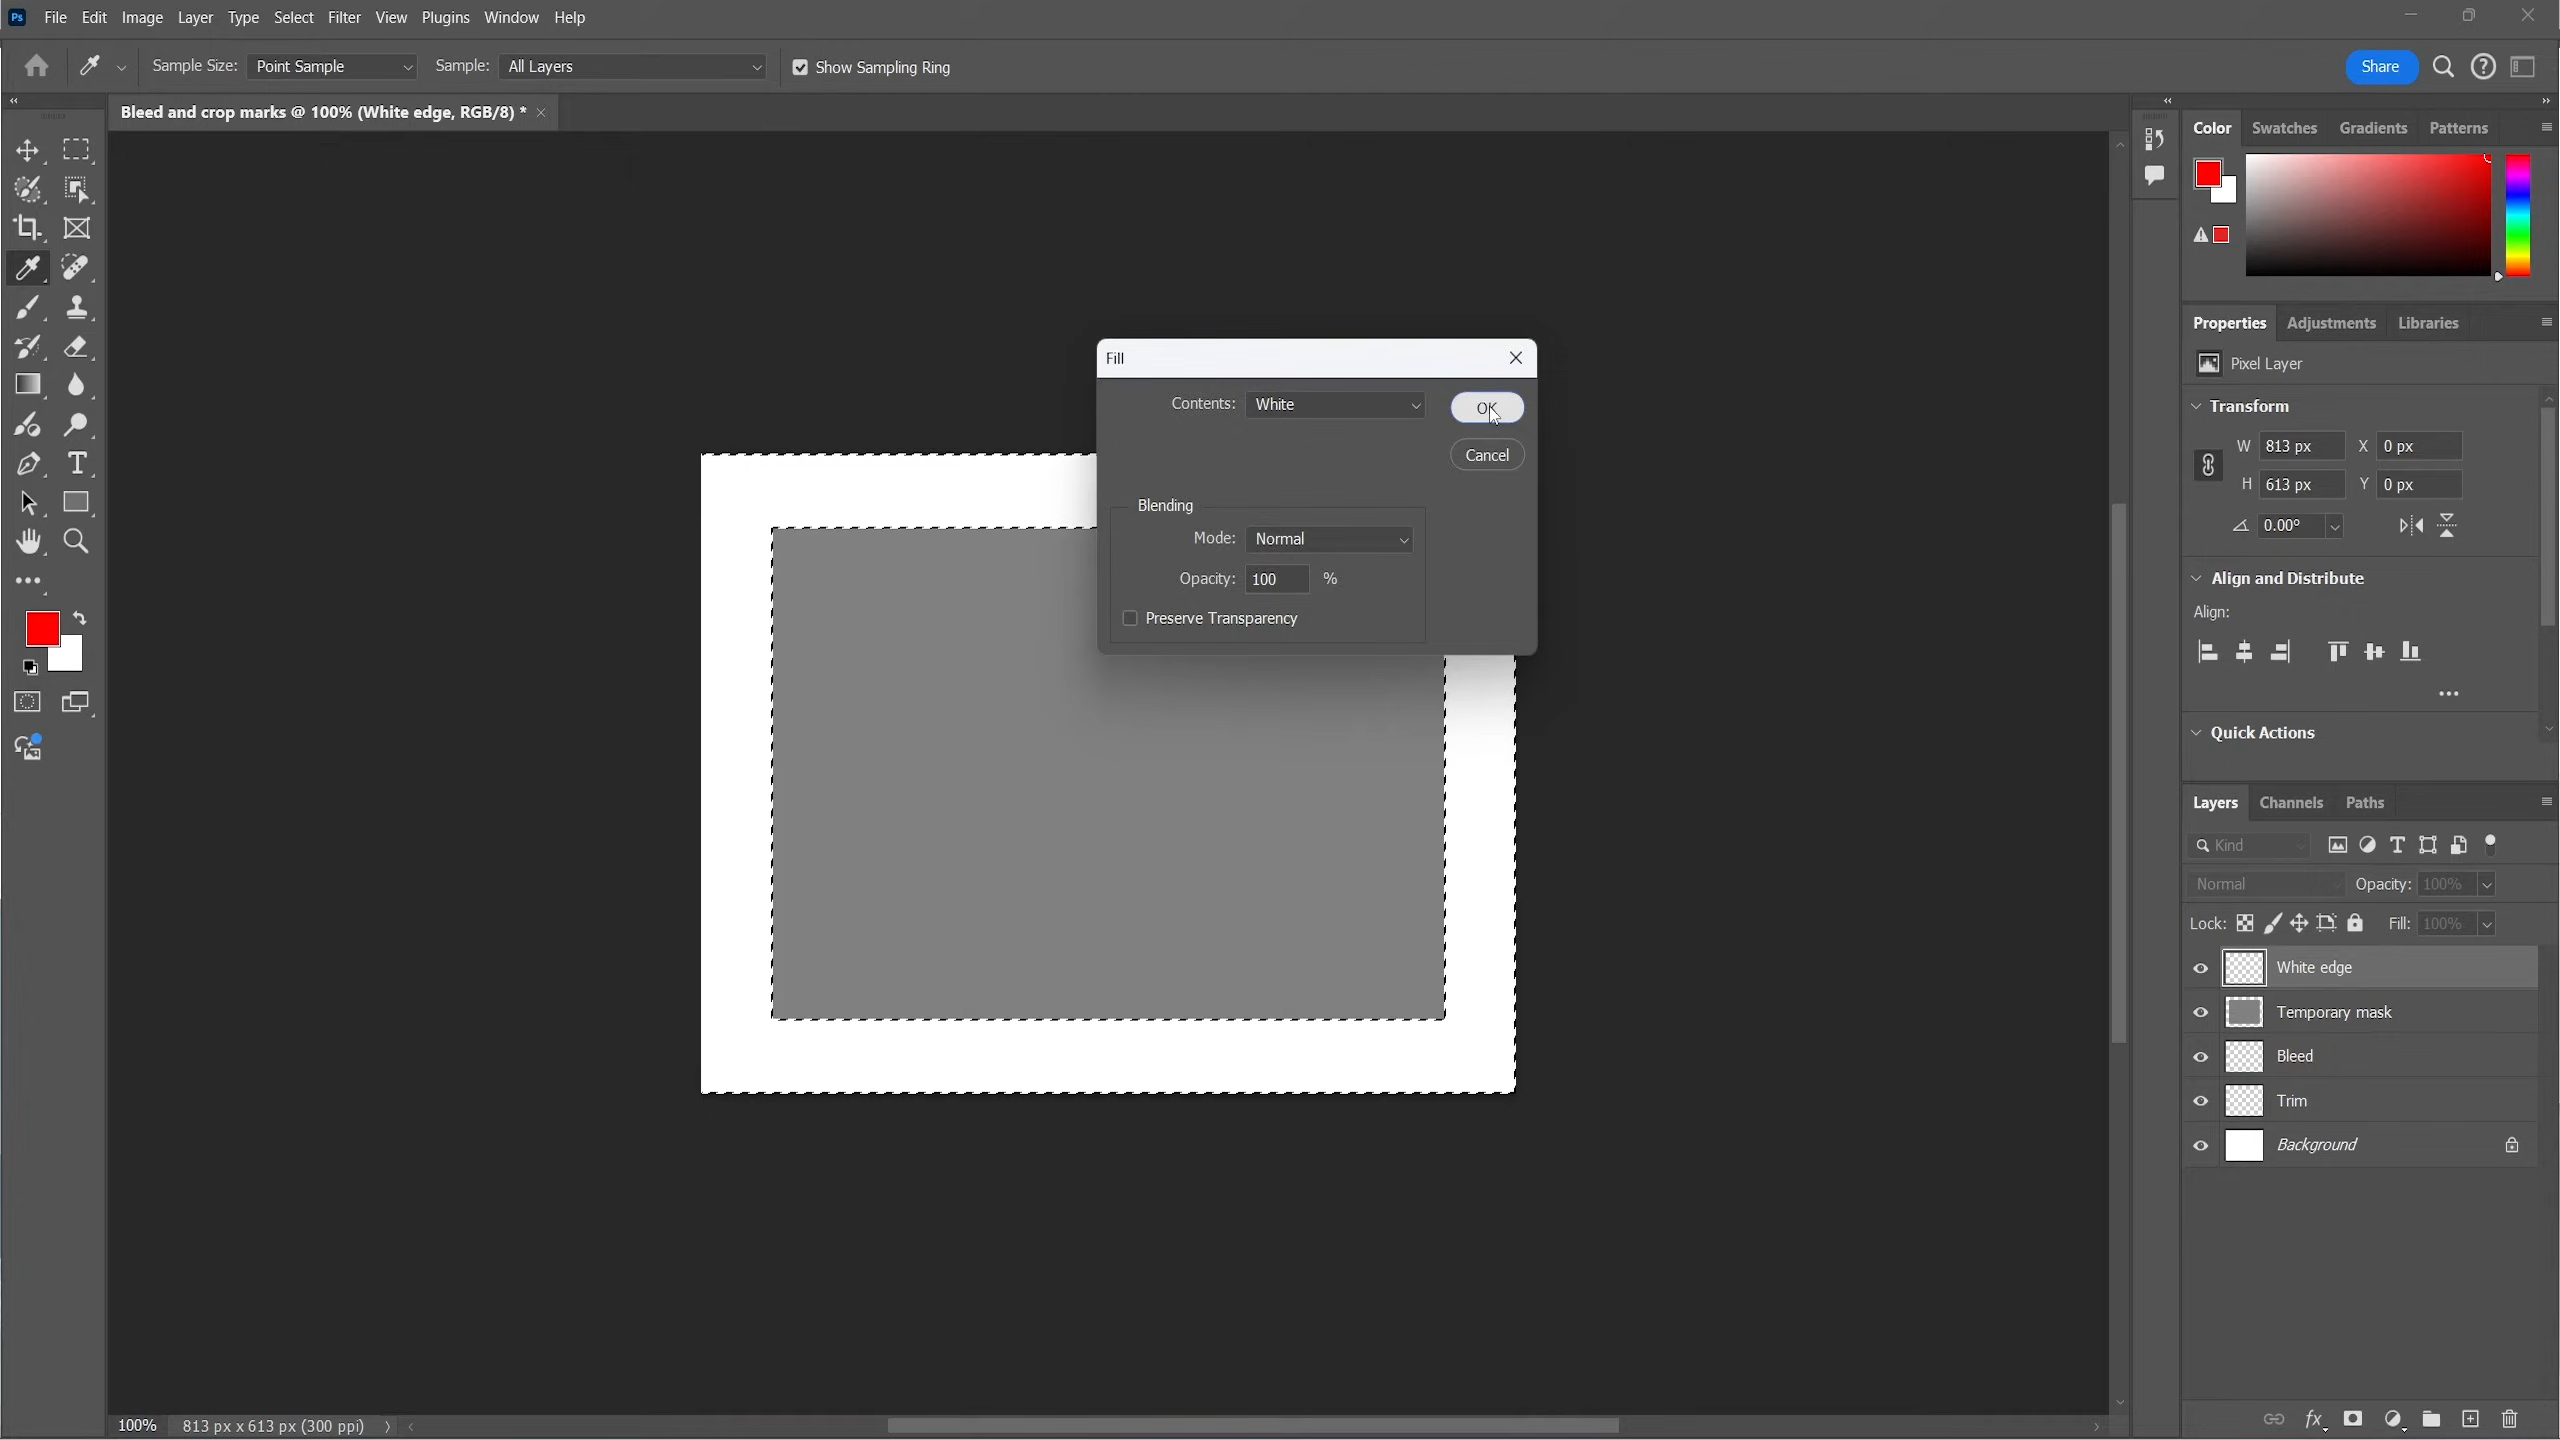 Ps File Edit Image Layer Type Select Filter View Plugins Window Help
Sample Size: Point Sample Sample: All Layers Show Sampling Ring Share
Bleed and crop marks @ 100% (White edge, RGB/8) *
Color Swatches Gradients Patterns
Properties Adjustments Libraries
Pixel Layer
Transform
W 813 px X 0 px
H 613 px Y 0 px
0.00°
Align and Distribute
Align:
Quick Actions
Fill
Contents: White OK
Cancel
Blending
Mode: Normal
Opacity: 100 %
Preserve Transparency
Layers Channels Paths
Kind
Normal Opacity: 100%
Lock: Fill: 100%
White edge
Temporary mask
Bleed
Trim
Background
100% 813 px x 613 px (300 ppi)
fx